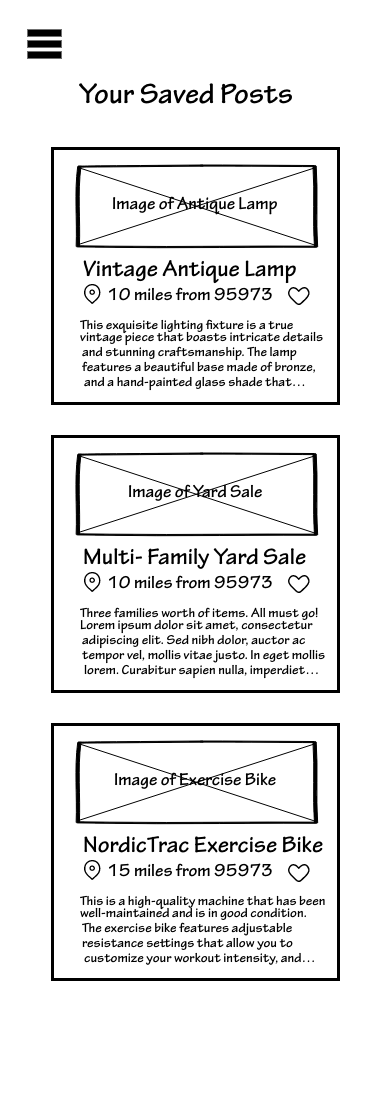 Your Saved Posts
Image of Antique Lamp
Vintage Antique Lamp
10 miles from 95973
This exquisite lighting fixture is a true
vintage piece that boasts intricate details
and stunning craftsmanship. The lamp
features a beautiful base made of bronze,
and a hand-painted glass shade that...
Image of Yard Sale
Multi- Family Yard Sale
10 miles from 95973
Three families worth of items. All must go!
Lorem ipsum dolor sit amet, consectetur
adipiscing elit. Sed nibh dolor, auctor ac
tempor vel, mollis vitae justo. In eget mollis
lorem. Curabitur sapien nulla, imperdiet...
Image of Exercise Bike
NordicTrac Exercise Bike
15 miles from 95973
This is a high-quality machine that has been
well-maintained and is in good condition.
The exercise bike features adjustable
resistance settings that allow you to
customize your workout intensity, and...